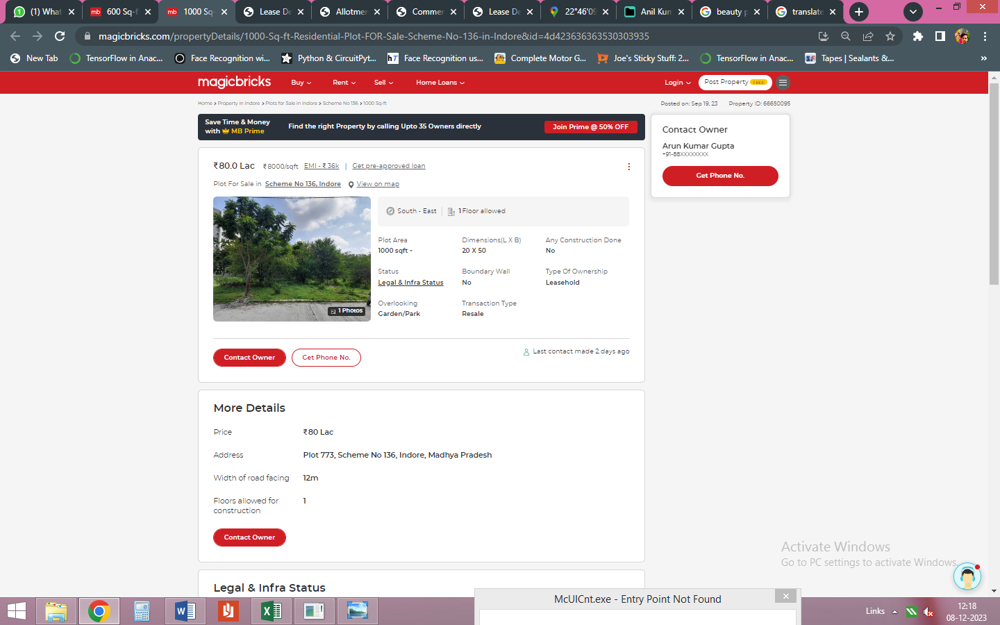 (1) What
600 Sq-f
1000 Sq-
Lease De
Allotmen
Commer
Lease De
22°46'09
Anil Kum
beauty p
translate
magicbricks.com/propertyDetails/1000-Sq-ft-Residential-Plot-FOR-Sale-Scheme-No-136-in-Indore&id=4d423636363530303935
New Tab
TensorFlow in Anac...
Face Recognition wi...
Python & CircuitPyt...
hT Face Recognition us...
Complete Motor G...
Joe's Sticky Stuff: 2...
TensorFlow in Anac...
Tapes | Sealants &...
magicbricks
Buy
Rent
Sell
Home Loans
Login
Post Property FREE
Home > Property in Indore > Plots for Sale in Indore > Scheme No 136 > 1000 Sq-ft
Posted on: Sep 19, 23 Property ID: 66650095
Save Time & Money
with MB Prime
Find the right Property by calling Upto 35 Owners directly
Join Prime @ 50% OFF
Contact Owner
Arun Kumar Gupta
+91-88XXXXXXXX
Get Phone No.
₹80.0 Lac ₹8000/sqft EMI - ₹36k | Get pre-approved loan
Plot For Sale in Scheme No 136, Indore View on map
magicbricks
1 Photos
South - East
1 Floor allowed
Plot Area
1000 sqft
Dimensions(L X B)
20 X 50
Any Construction Done
No
Status
Legal & Infra Status
Boundary Wall
No
Type Of Ownership
Leasehold
Overlooking
Garden/Park
Transaction Type
Resale
Contact Owner
Get Phone No.
Last contact made 2 days ago
More Details
Price ₹80 Lac
Address Plot 773, Scheme No 136, Indore, Madhya Pradesh
Width of road facing 12m
Floors allowed for
construction
1
Contact Owner
Legal & Infra Status
Activate Windows
Go to PC settings to activate Windows.
McUICnt.exe - Entry Point Not Found
Links
12:18
08-12-2023